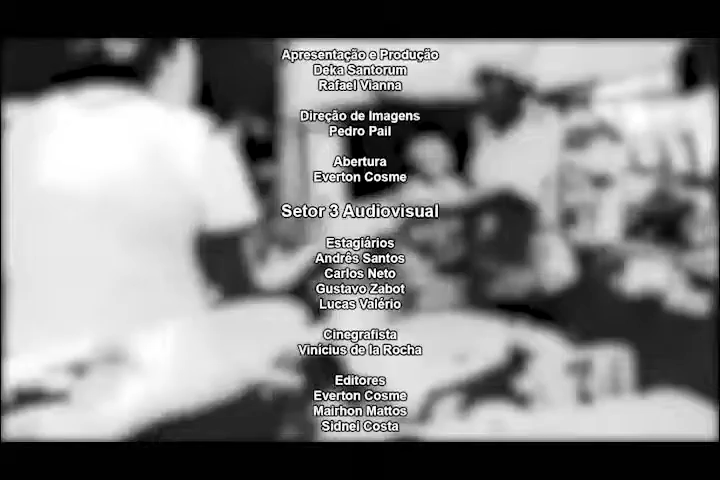 Apresentação e Produção
Deka Santorum
Rafael Vianna
Direção de Imagens
Pedro Pail
Abertura
Everton Cosme
Setor 3 Audiovisual
Estagiários
Andrês Santos
Carlos Neto
Gustavo Zabot
Lucas Valério
Cinegrafista
Vinícius de la Rocha
Editores
Everton Cosme
Mairhon Mattos
Sidnei Costa